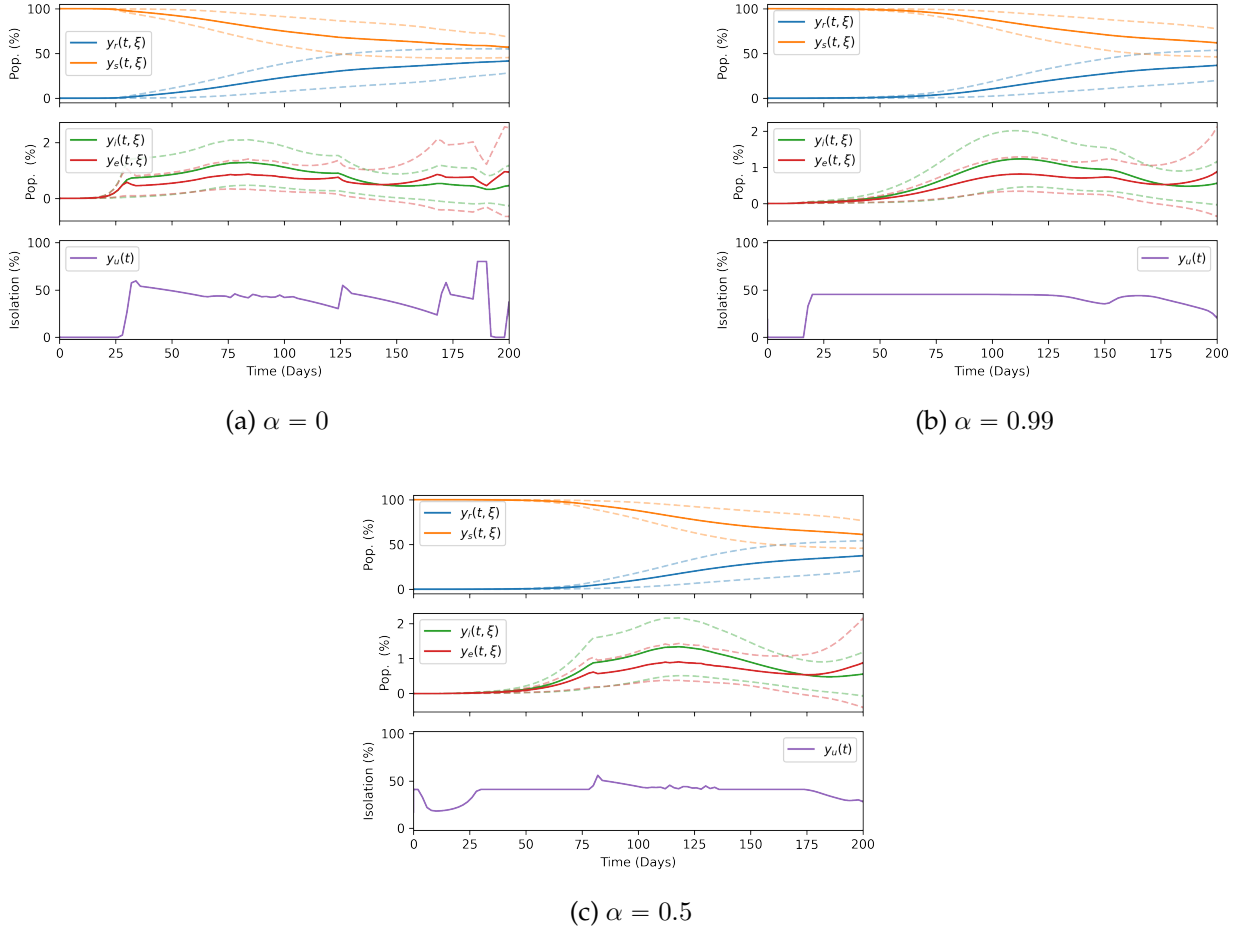 100
50
0
Pop. (%)
y_r(t, ξ)
y_s(t, ξ)
2
0
Pop. (%)
y_i(t, ξ)
y_e(t, ξ)
100
50
0
Isolation (%)
y_u(t)
0 25 50 75 100 125 150 175 200
Time (Days)
(a) α = 0
100
50
0
Pop. (%)
y_r(t, ξ)
y_s(t, ξ)
2
1
0
Pop. (%)
y_i(t, ξ)
y_e(t, ξ)
100
50
0
Isolation (%)
y_u(t)
0 25 50 75 100 125 150 175 200
Time (Days)
(b) α = 0.99
100
50
0
Pop. (%)
y_r(t, ξ)
y_s(t, ξ)
2
1
0
Pop. (%)
y_i(t, ξ)
y_e(t, ξ)
100
50
0
Isolation (%)
y_u(t)
0 25 50 75 100 125 150 175 200
Time (Days)
(c) α = 0.5